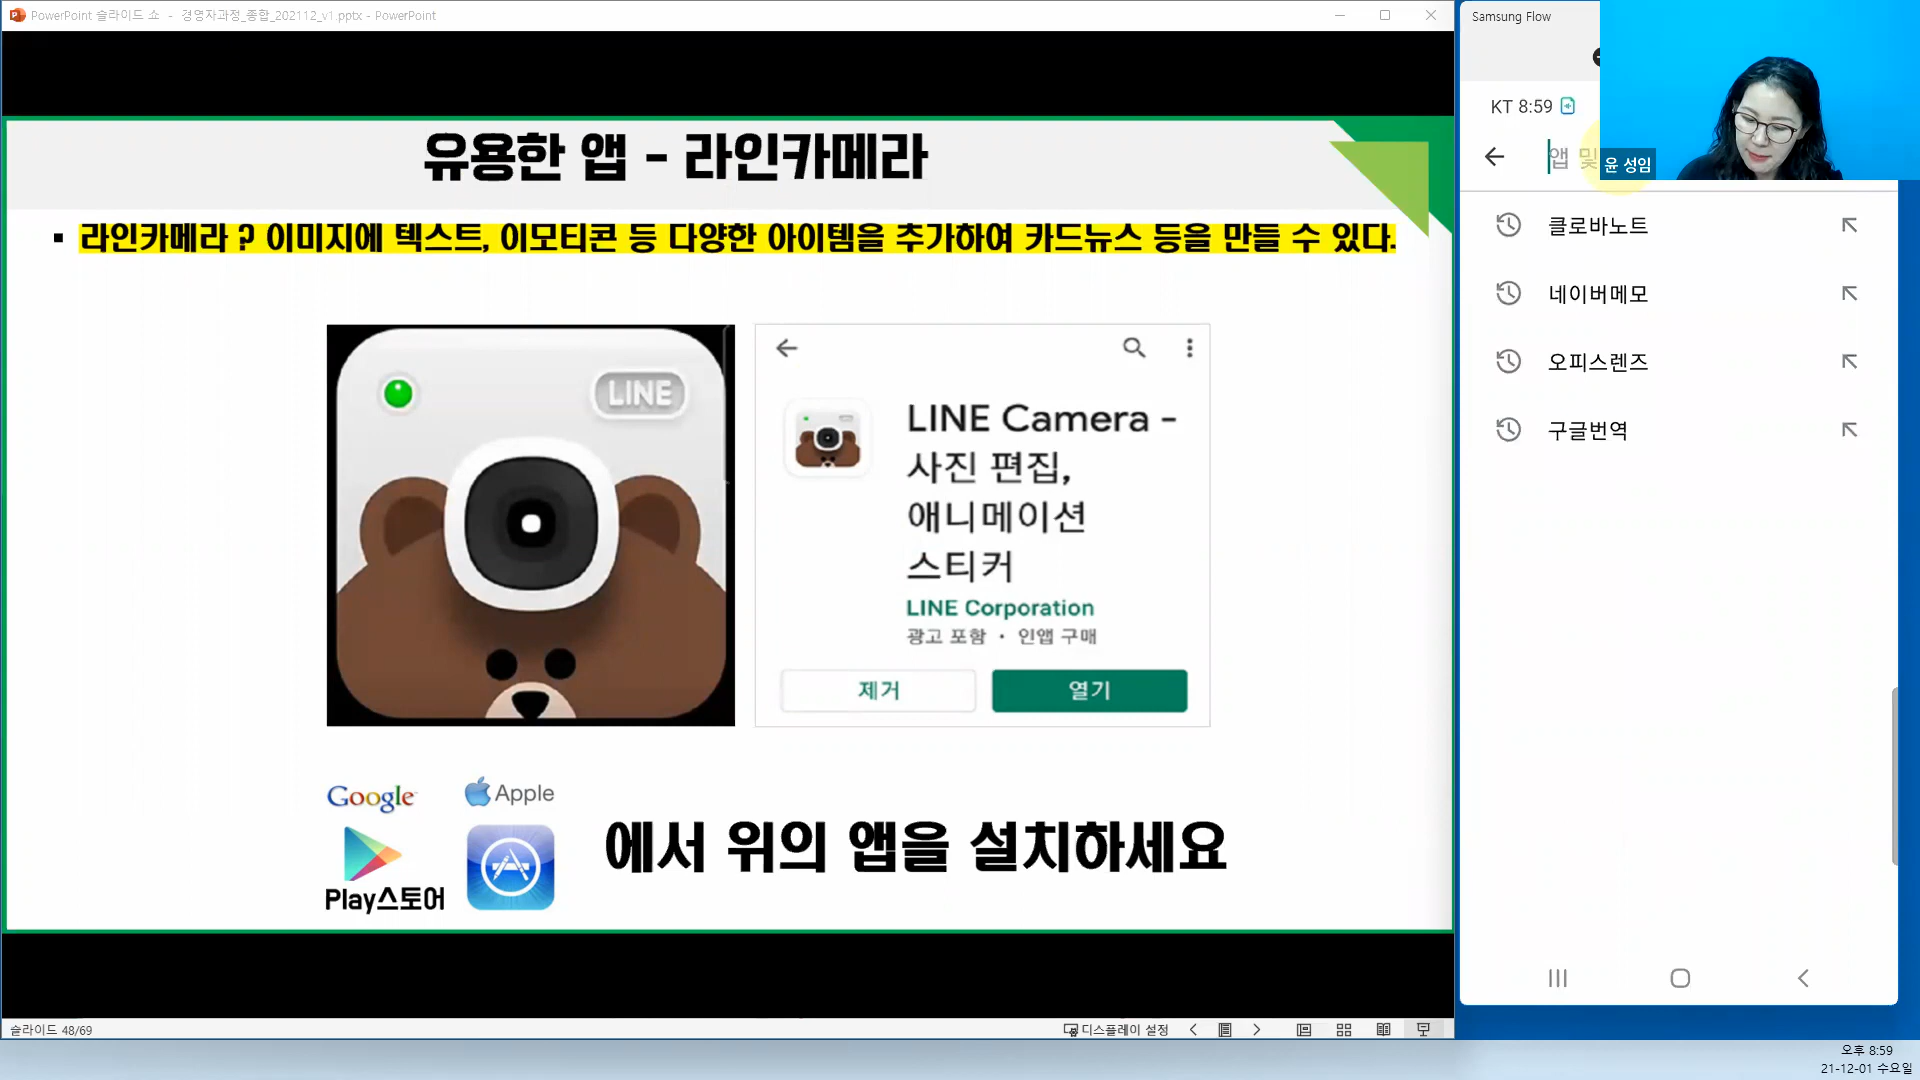 PowerPoint 슬라이드 쇼 - 경영자과정_종합_202112_v1.pptx - PowerPoint
유용한 앱 - 라인카메라
라인카메라 ? 이미지에 텍스트, 이모티콘 등 다양한 아이템을 추가하여 카드뉴스 등을 만들 수 있다.
LINE
LINE Camera -
사진 편집,
애니메이션
스티커
LINE Corporation
광고 포함 · 인앱 구매
제거
열기
Google
Apple
Play스토어
에서 위의 앱을 설치하세요
슬라이드 48/69
디스플레이 설정
Samsung Flow
KT 8:59
앱 및
윤 성임
클로바노트
네이버메모
오피스렌즈
구글번역
오후 8:59
21-12-01 수요일